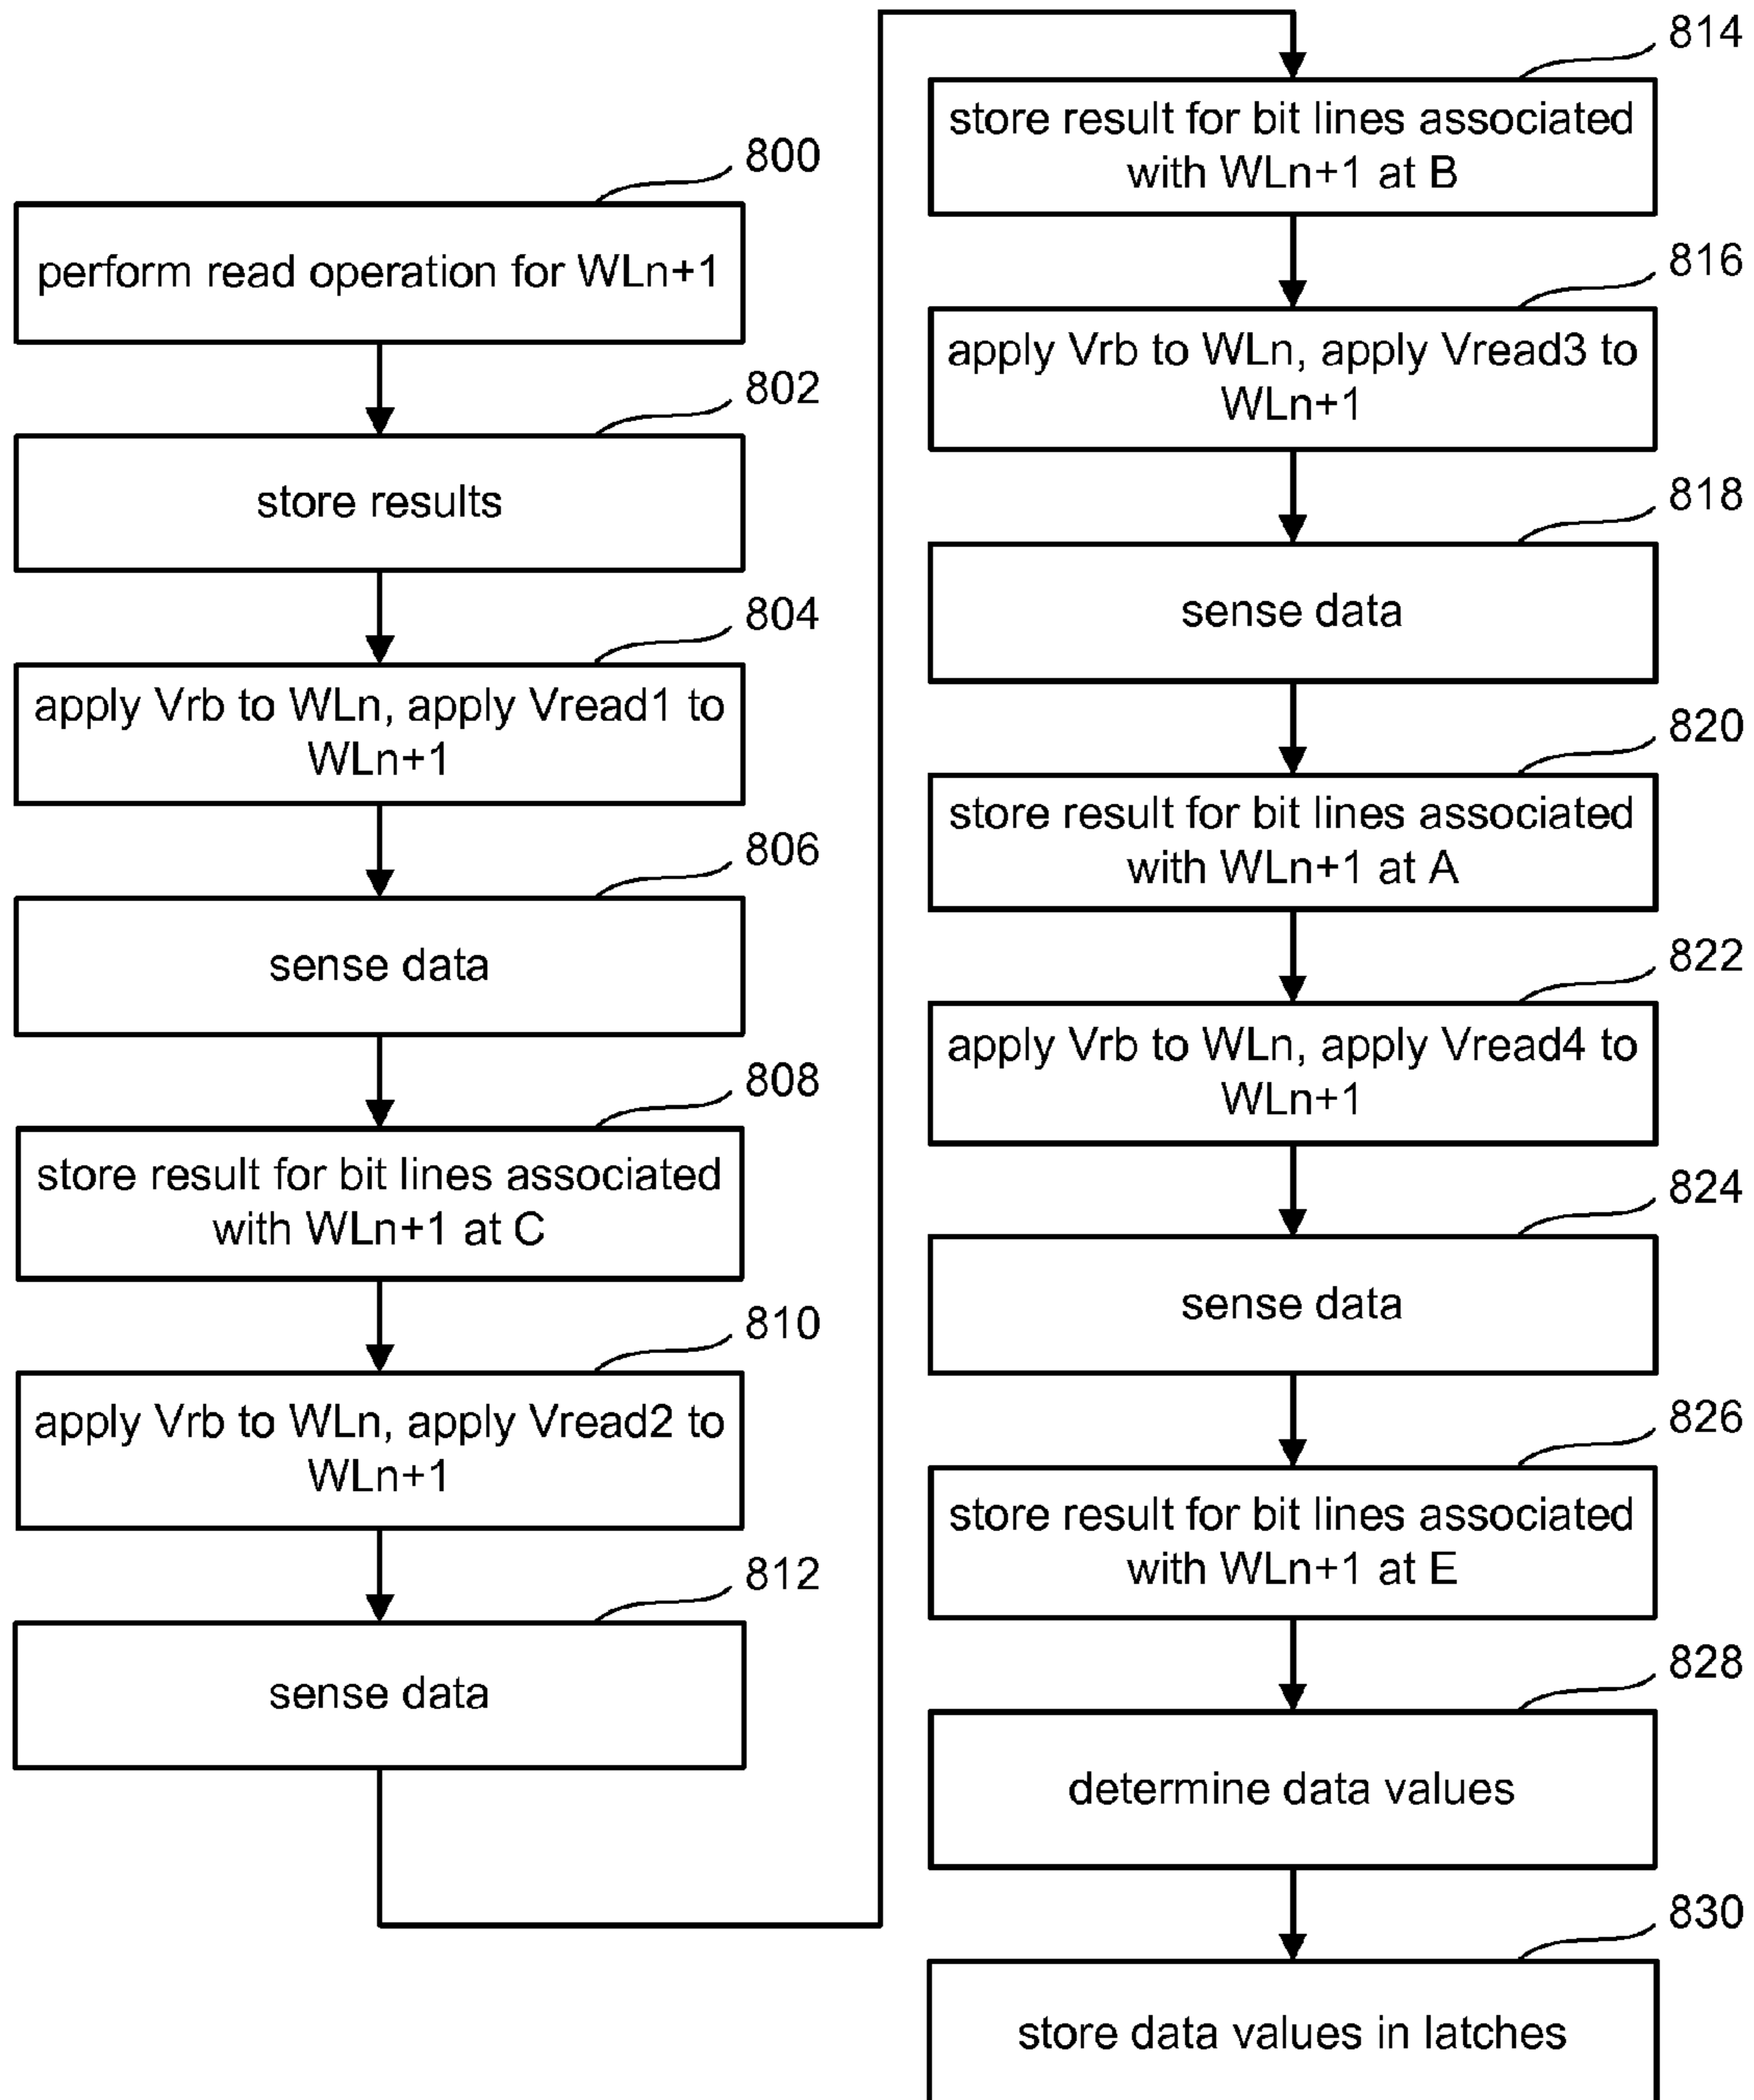 800
perform read operation for WLn+1
802
store results
804
apply Vrb to WLn, apply Vread1 to
WLn+1
806
sense data
808
store result for bit lines associated
with WLn+1 at C
810
apply Vrb to WLn, apply Vread2 to
WLn+1
812
sense data
814
store result for bit lines associated
with WLn+1 at B
816
apply Vrb to WLn, apply Vread3 to
WLn+1
818
sense data
820
store result for bit lines associated
with WLn+1 at A
822
apply Vrb to WLn, apply Vread4 to
WLn+1
824
sense data
826
store result for bit lines associated
with WLn+1 at E
828
determine data values
830
store data values in latches